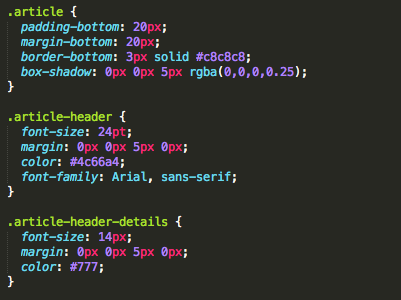 .article {
  padding-bottom: 20px;
  margin-bottom: 20px;
  border-bottom: 3px solid #c8c8c8;
  box-shadow: 0px 0px 5px rgba(0,0,0,0.25);
}

.article-header {
  font-size: 24pt;
  margin: 0px 0px 5px 0px;
  color: #4c66a4;
  font-family: Arial, sans-serif;
}

.article-header-details {
  font-size: 14px;
  margin: 0px 0px 5px 0px;
  color: #777;
}